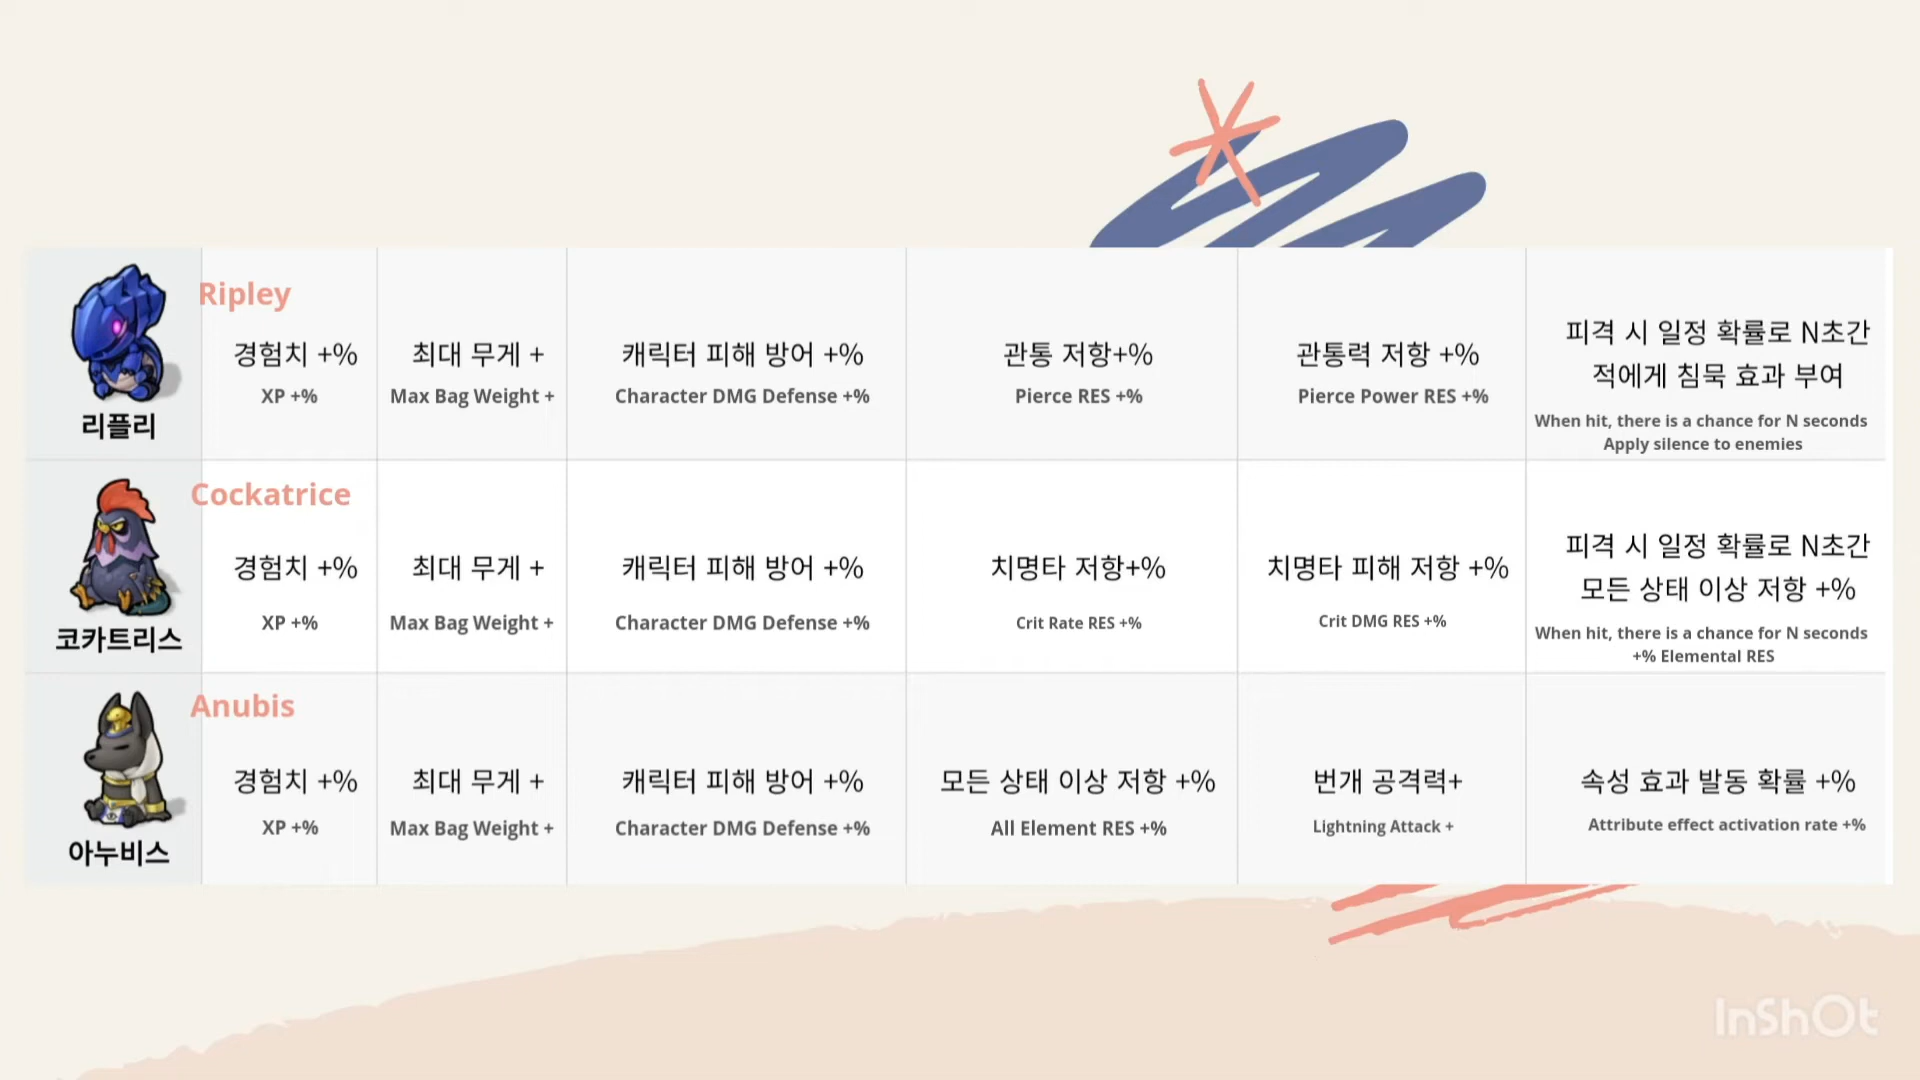 Ripley
경험치 +%
XP +%
최대 무게 +
Max Bag Weight +
캐릭터 피해 방어 +%
Character DMG Defense +%
관통 저항+%
Pierce RES +%
관통력 저항 +%
Pierce Power RES +%
피격 시 일정 확률로 N초간
적에게 침묵 효과 부여
When hit, there is a chance for N seconds
Apply silence to enemies
리플리
Cockatrice
경험치 +%
XP +%
최대 무게 +
Max Bag Weight +
캐릭터 피해 방어 +%
Character DMG Defense +%
치명타 저항+%
Crit Rate RES +%
치명타 피해 저항 +%
Crit DMG RES +%
피격 시 일정 확률로 N초간
모든 상태 이상 저항 +%
When hit, there is a chance for N seconds
+% Elemental RES
코카트리스
Anubis
경험치 +%
XP +%
최대 무게 +
Max Bag Weight +
캐릭터 피해 방어 +%
Character DMG Defense +%
모든 상태 이상 저항 +%
All Element RES +%
번개 공격력+
Lightning Attack +
속성 효과 발동 확률 +%
Attribute effect activation rate +%
아누비스
InShOt